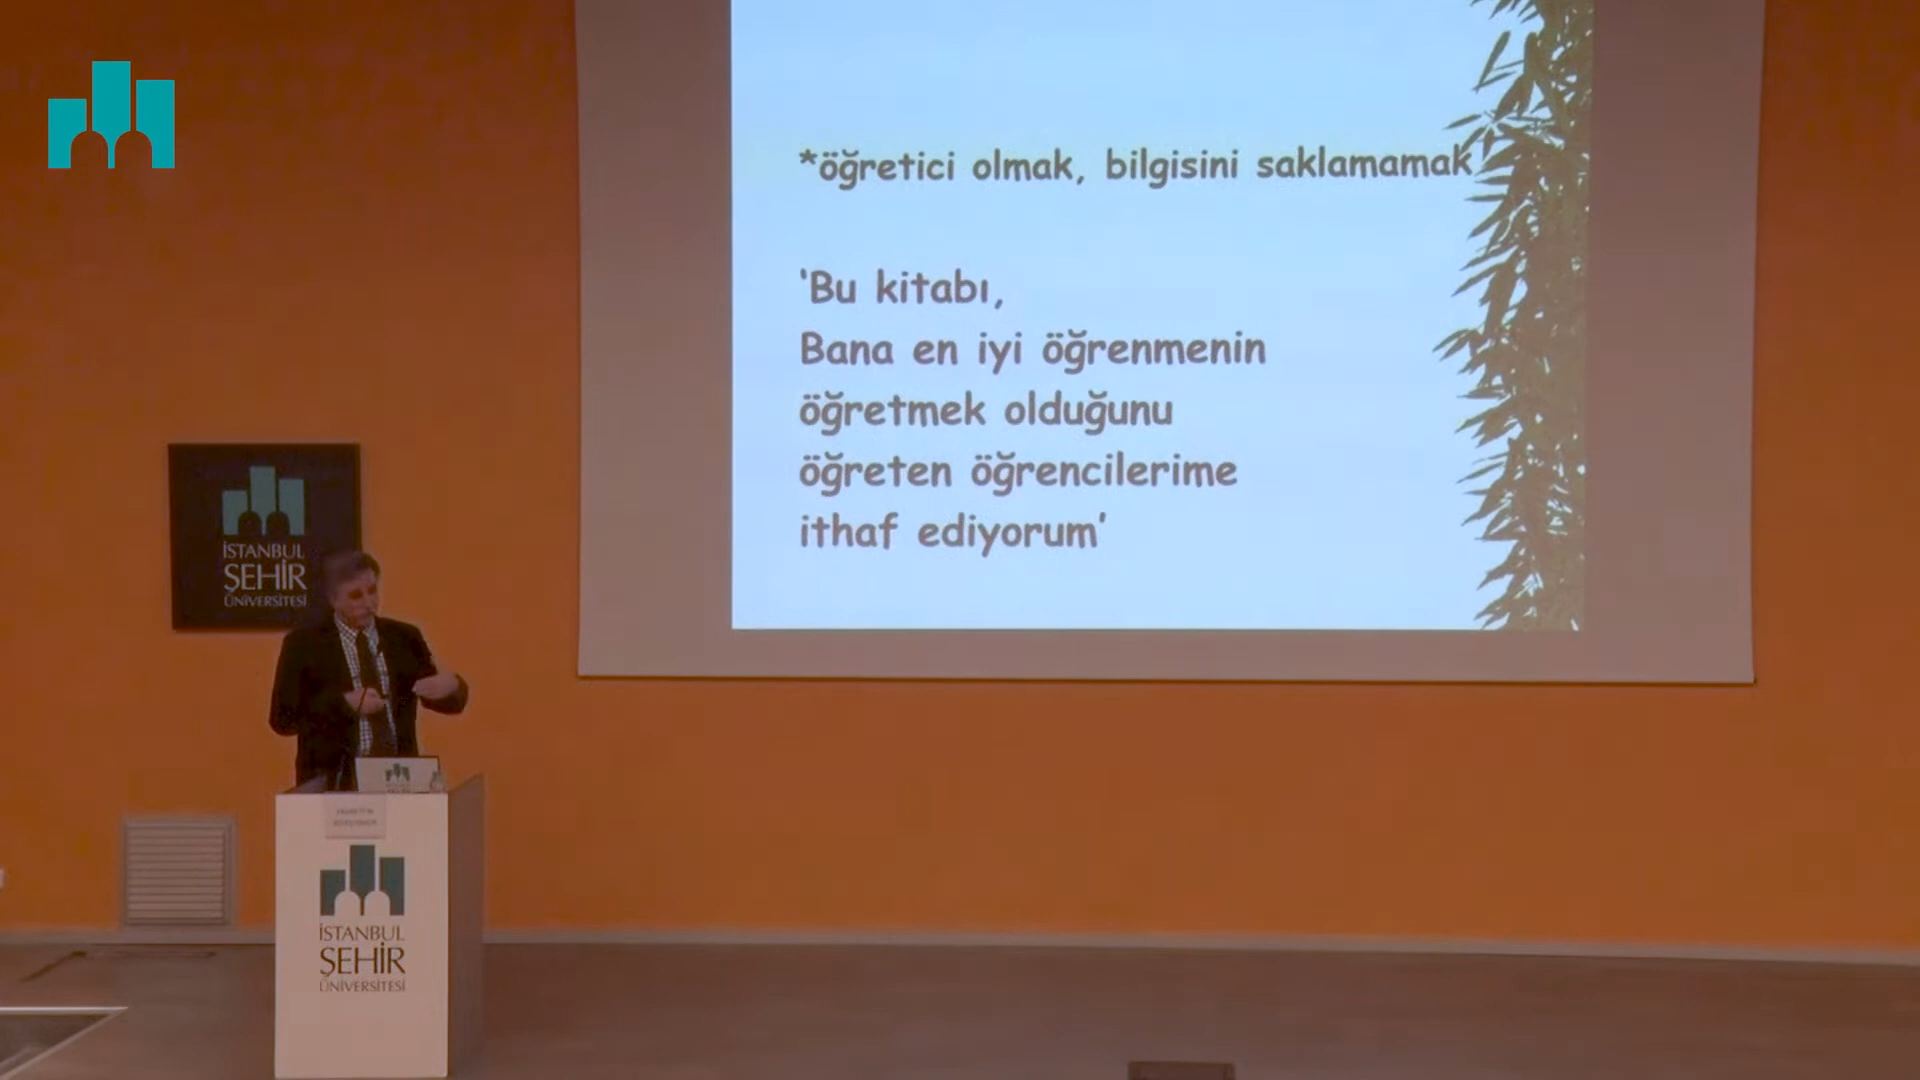 *öğretici olmak, bilgisini saklamamak
'Bu kitabı,
Bana en iyi öğrenmenin
öğretmek olduğunu
öğreten öğrencilerime
ithaf ediyorum'
İSTANBUL
ŞEHİR
ÜNİVERSİTESİ
İSTANBUL
ŞEHİR
ÜNİVERSİTESİ